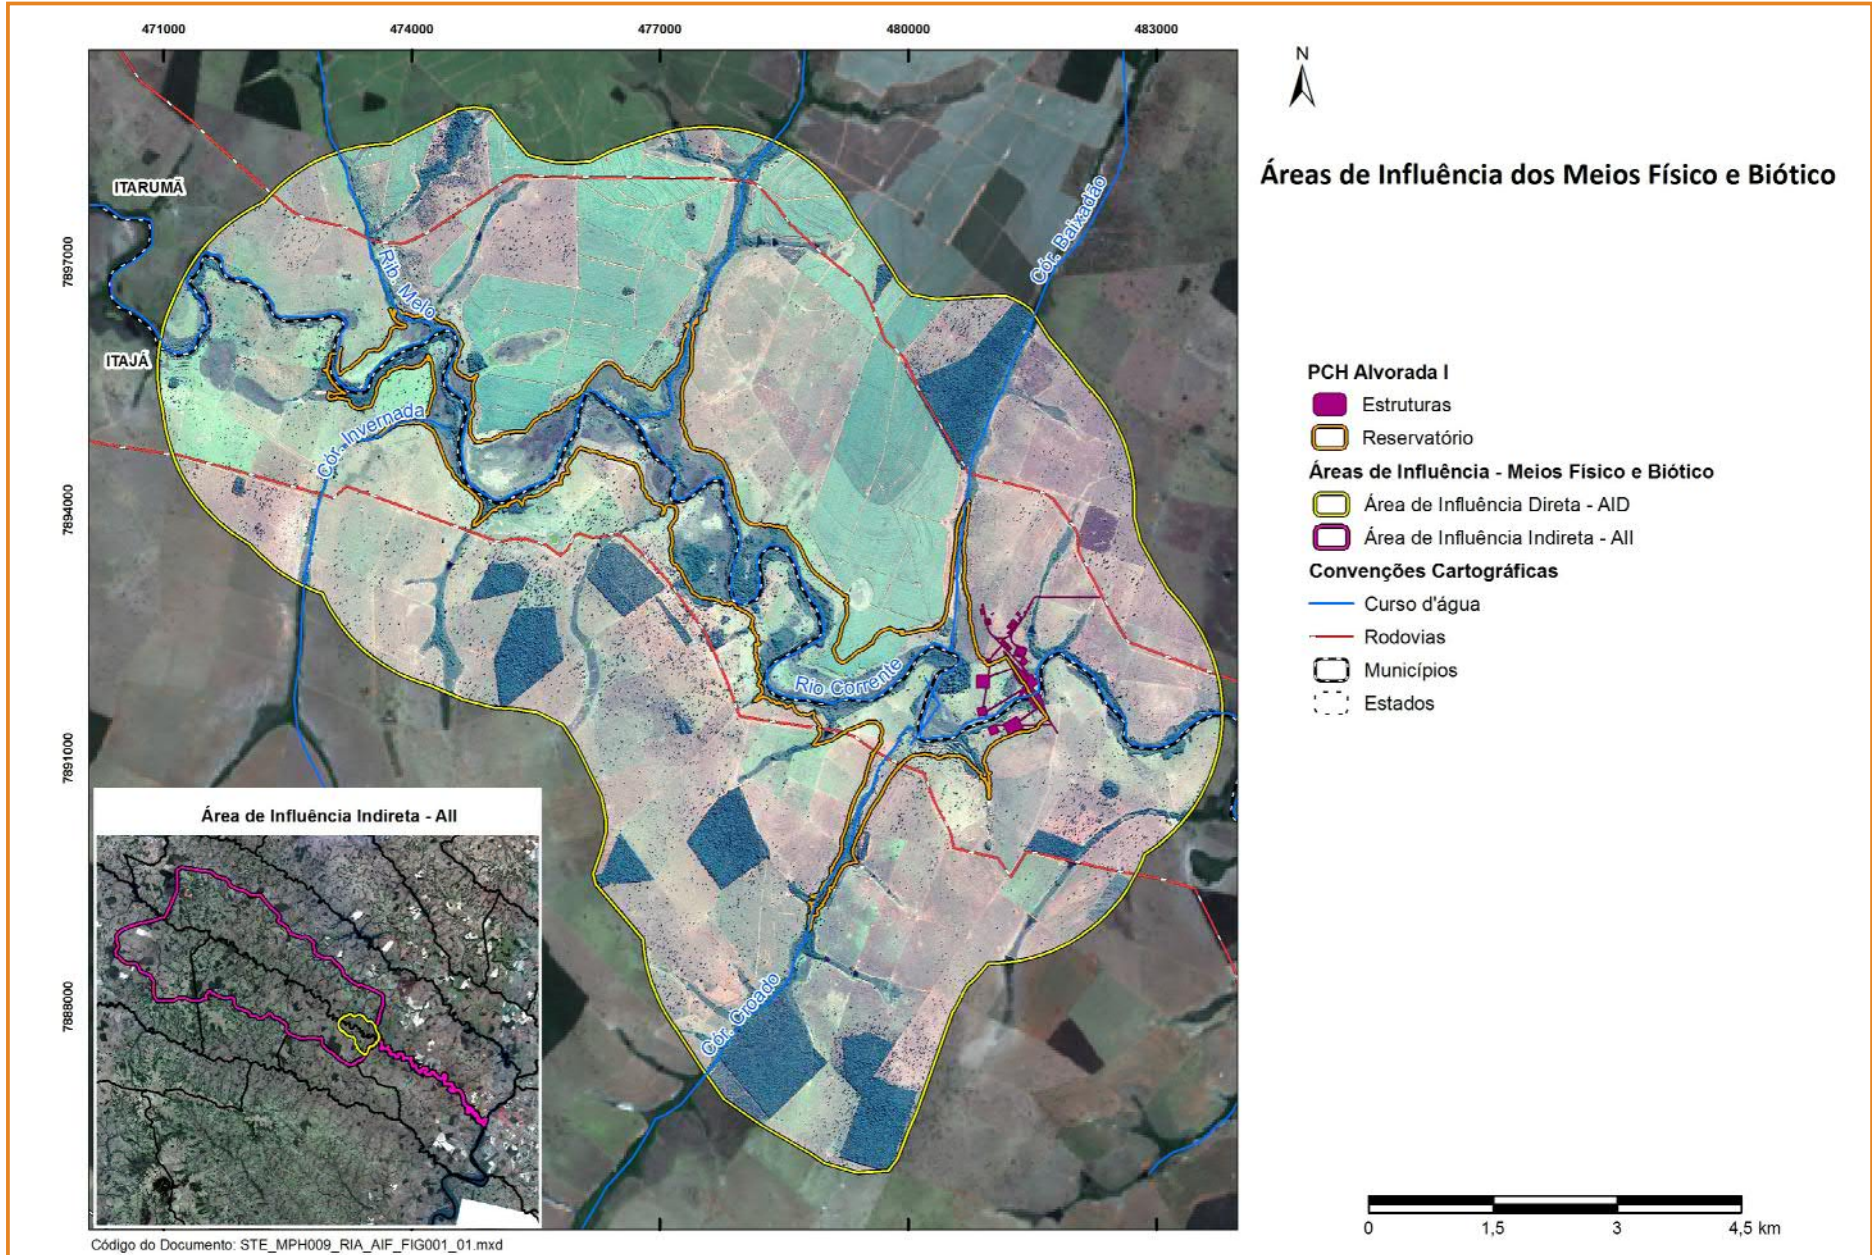 471000 474000 477000 480000 483000
N
Áreas de Influência dos Meios Físico e Biótico
ITARUMÃ
ITAJÁ
7897000
7894000
7891000
7888000
Rib. Melo
Cór. Baixadão
Cór. Invernada
Rio Corrente
Cór. Croado
PCH Alvorada I
Estruturas
Reservatório
Áreas de Influência - Meios Físico e Biótico
Área de Influência Direta - AID
Área de Influência Indireta - AII
Convenções Cartográficas
Curso d'água
Rodovias
Municípios
Estados
Área de Influência Indireta - AII
0 1,5 3 4,5 km
Código do Documento: STE_MPH009_RIA_AIF_FIG001_01.mxd